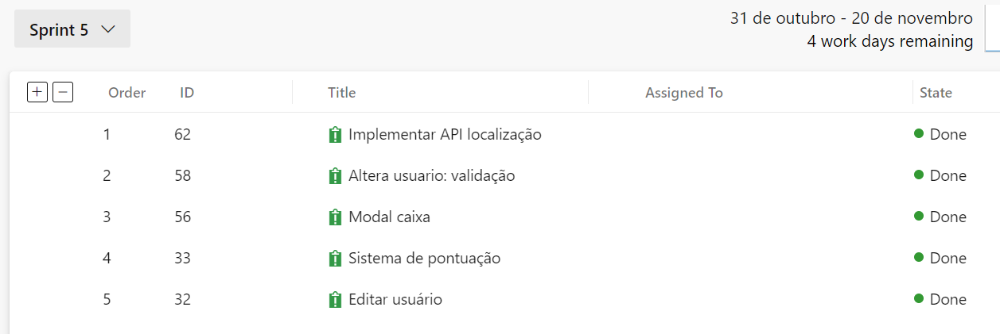 Sprint 5
31 de outubro - 20 de novembro
4 work days remaining
Order ID Title Assigned To State
1 62 Implementar API localização Done
2 58 Altera usuario: validação Done
3 56 Modal caixa Done
4 33 Sistema de pontuação Done
5 32 Editar usuário Done